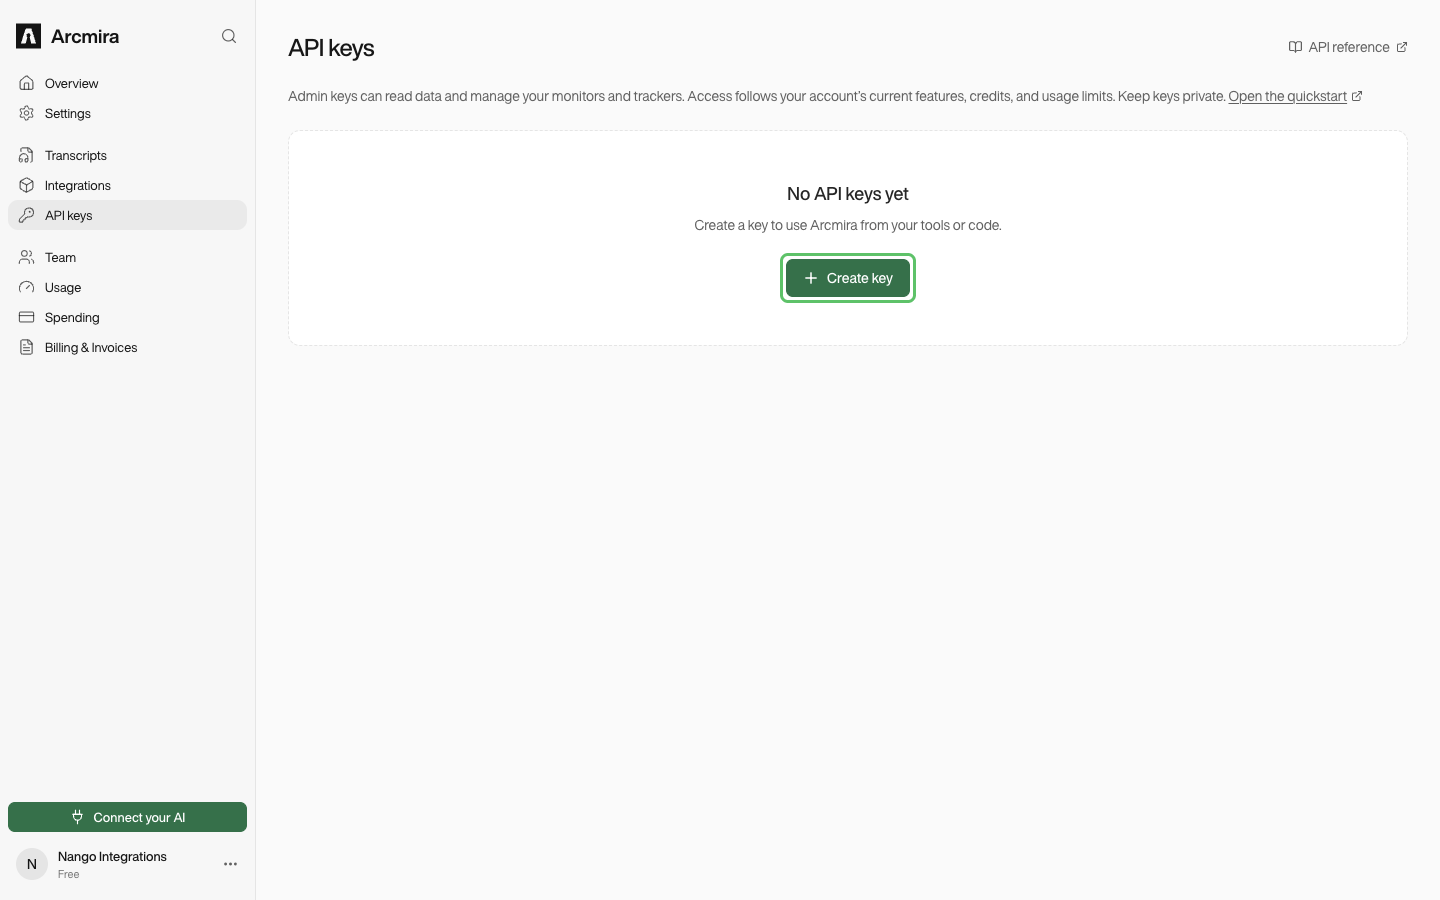 Arcmira
Overview
Settings
Transcripts
Integrations
API keys
Team
Usage
Spending
Billing & Invoices
Connect your AI
N
Nango Integrations
Free
API keys
API reference
Admin keys can read data and manage your monitors and trackers. Access follows your account's current features, credits, and usage limits. Keep keys private. Open the quickstart
No API keys yet
Create a key to use Arcmira from your tools or code.
Create key